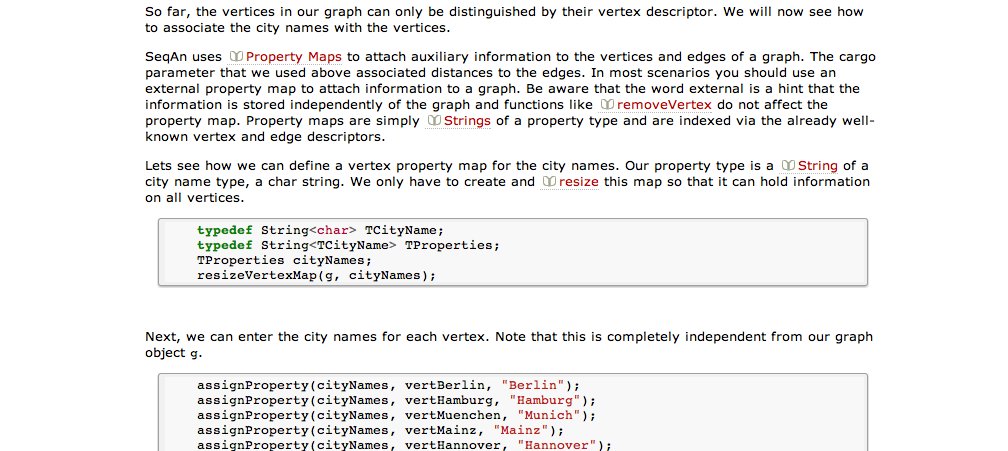 So far, the vertices in our graph can only be distinguished by their vertex descriptor. We will now see how
to associate the city names with the vertices.
SeqAn uses Property Maps to attach auxiliary information to the vertices and edges of a graph. The cargo
parameter that we used above associated distances to the edges. In most scenarios you should use an
external property map to attach information to a graph. Be aware that the word external is a hint that the
information is stored independently of the graph and functions like removeVertex do not affect the
property map. Property maps are simply Strings of a property type and are indexed via the already well-
known vertex and edge descriptors.
Lets see how we can define a vertex property map for the city names. Our property type is a String of a
city name type, a char string. We only have to create and resize this map so that it can hold information
on all vertices.
typedef String<char> TCityName;
typedef String<TCityName> TProperties;
TProperties cityNames;
resizeVertexMap(g, cityNames);
Next, we can enter the city names for each vertex. Note that this is completely independent from our graph
object g.
assignProperty(cityNames, vertBerlin, "Berlin");
assignProperty(cityNames, vertHamburg, "Hamburg");
assignProperty(cityNames, vertMuenchen, "Munich");
assignProperty(cityNames, vertMainz, "Mainz");
assignProperty(cityNames, vertHannover, "Hannover");